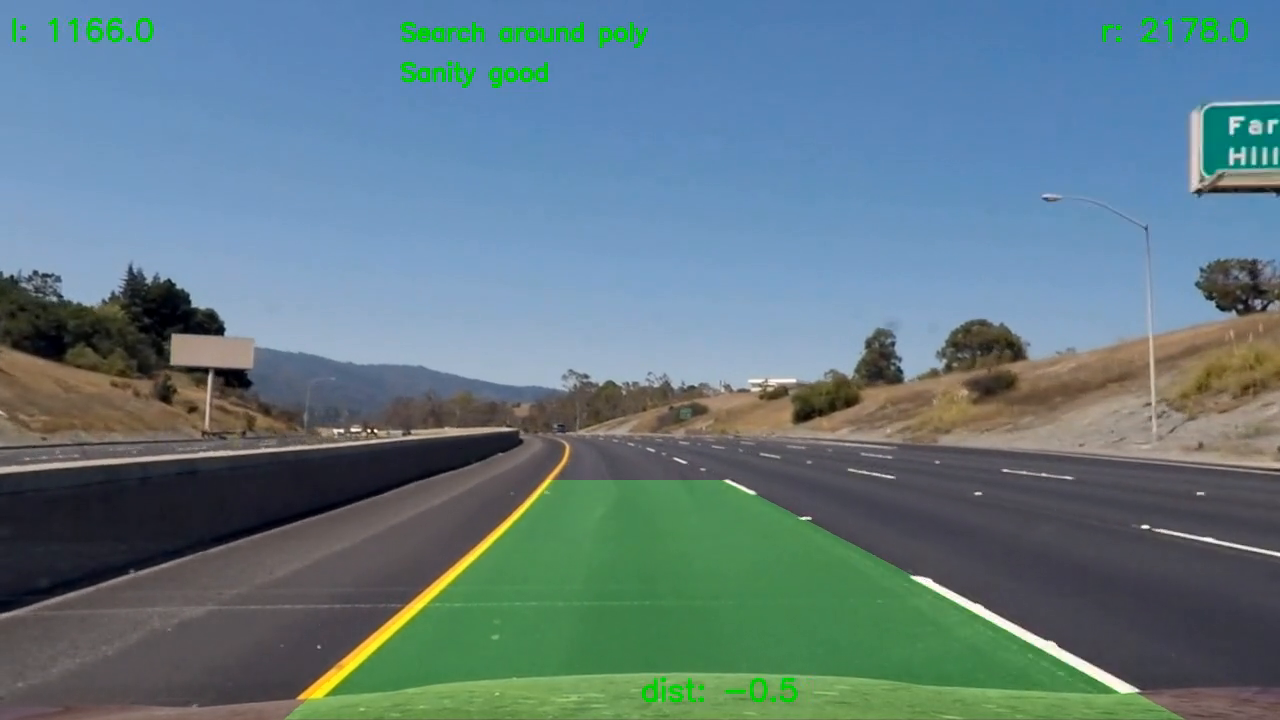 l: 1166.0
Search around poly
r: 2178.0
Sanity good
Far
Hill
dist: -0.5